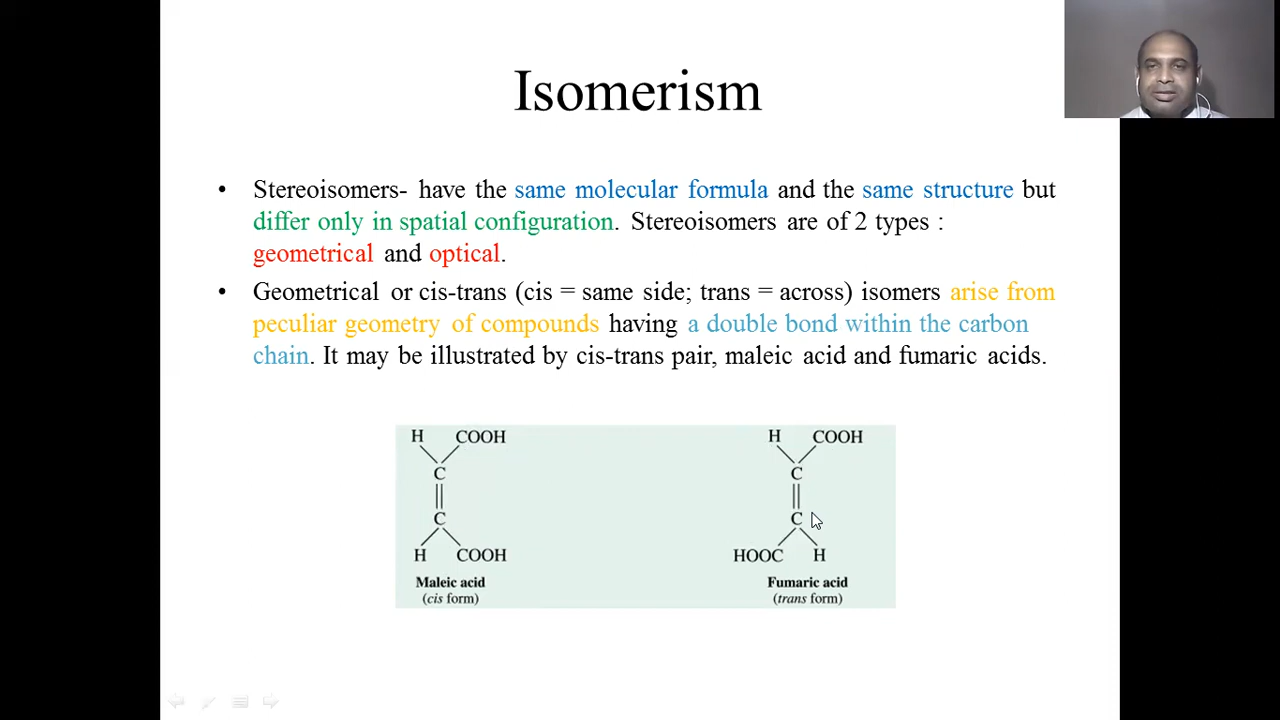 Isomerism
• Stereoisomers- have the same molecular formula and the same structure but
differ only in spatial configuration. Stereoisomers are of 2 types :
geometrical and optical.
• Geometrical or cis-trans (cis = same side; trans = across) isomers arise from
peculiar geometry of compounds having a double bond within the carbon
chain. It may be illustrated by cis-trans pair, maleic acid and fumaric acids.
H COOH
C
C
H COOH
Maleic acid
(cis form)
H COOH
C
C
HOOC H
Fumaric acid
(trans form)